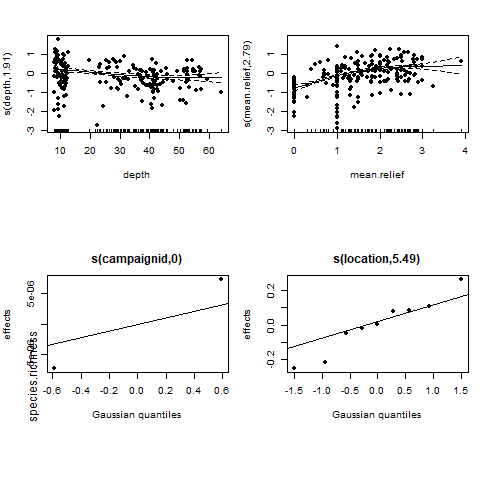 s(depth,1.91)
1
0
-1
-2
-3
10 20 30 40 50 60
depth
s(mean.relief,2.79)
1
0
-1
-2
-3
0 1 2 3 4
mean.relief
s(campaignid,0)
effects
5e-06
-0.6 -0.4 -0.2 0.0 0.2 0.4 0.6
Gaussian quantiles
species.richness
s(location,5.49)
effects
0.2
0.0
-0.2
-1.5 -1.0 -0.5 0.0 0.5 1.0 1.5
Gaussian quantiles